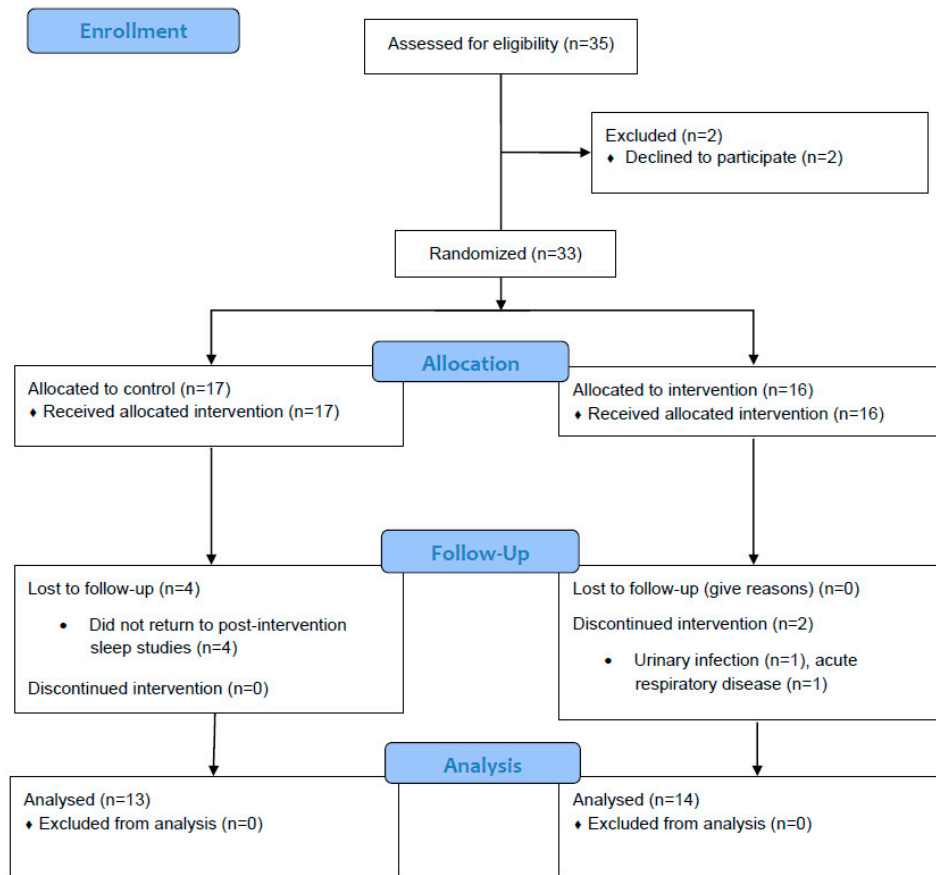 Enrollment
Assessed for eligibility (n=35)
Excluded (n=2)
♦ Declined to participate (n=2)
Randomized (n=33)
Allocation
Allocated to control (n=17)
♦ Received allocated intervention (n=17)
Allocated to intervention (n=16)
♦ Received allocated intervention (n=16)
Follow-Up
Lost to follow-up (n=4)
• Did not return to post-intervention
sleep studies (n=4)
Discontinued intervention (n=0)
Lost to follow-up (give reasons) (n=0)
Discontinued intervention (n=2)
• Urinary infection (n=1), acute
respiratory disease (n=1)
Analysis
Analysed (n=13)
♦ Excluded from analysis (n=0)
Analysed (n=14)
♦ Excluded from analysis (n=0)